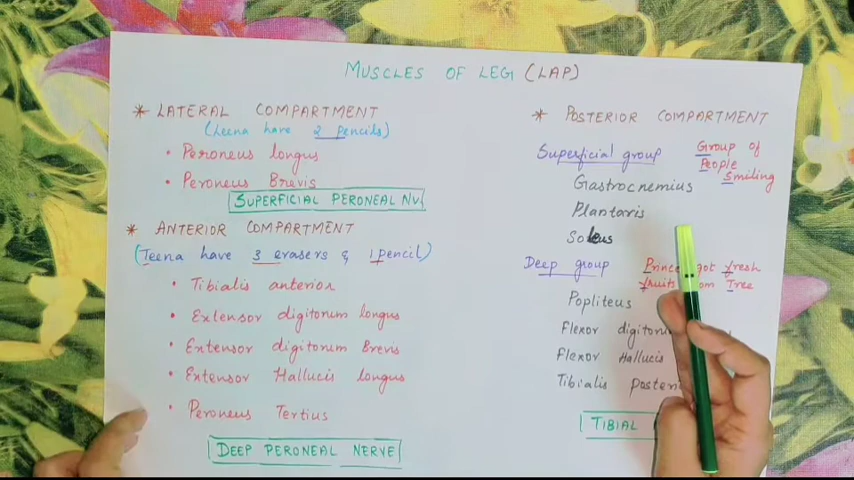 MUSCLES OF LEG (LAP)
* LATERAL COMPARTMENT
(Leena have 2 pencils)
• Peroneus longus
• Peroneus Brevis
SUPERFICIAL PERONEAL NV
* ANTERIOR COMPARTMENT
(Teena have 3 erasers & 1 pencil)
• Tibialis anterior
• Extensor digitorum longus
• Extensor digitorum Brevis
• Extensor Hallucis longus
• Peroneus Tertius
DEEP PERONEAL NERVE
* POSTERIOR COMPARTMENT
Superficial group
Group of
People
Smiling
Gastrocnemius
Plantaris
Soleus
Deep group
got fresh
Tree
Popliteus
Flexor
Flexor Hallucis
Tibialis
TIBIAL